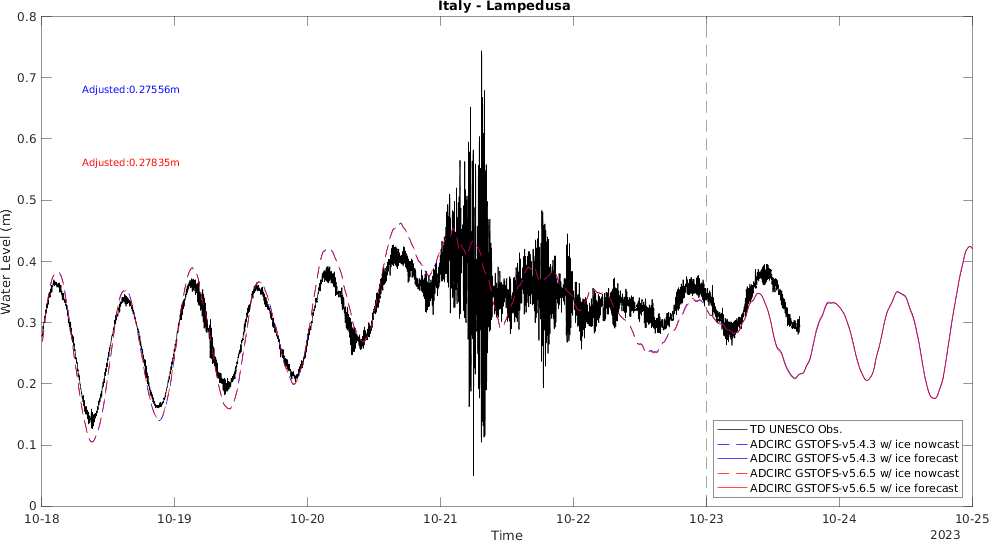 Italy - Lampedusa
0.8
0.7
0.6
0.5
0.4
0.3
0.2
0.1
0
Water Level (m)
Adjusted:0.27556m
Adjusted:0.27835m
TD UNESCO Obs.
ADCIRC GSTOFS-v5.4.3 w/ ice nowcast
ADCIRC GSTOFS-v5.4.3 w/ ice forecast
ADCIRC GSTOFS-v5.6.5 w/ ice nowcast
ADCIRC GSTOFS-v5.6.5 w/ ice forecast
10-18 10-19 10-20 10-21 10-22 10-23 10-24 10-25
Time
2023